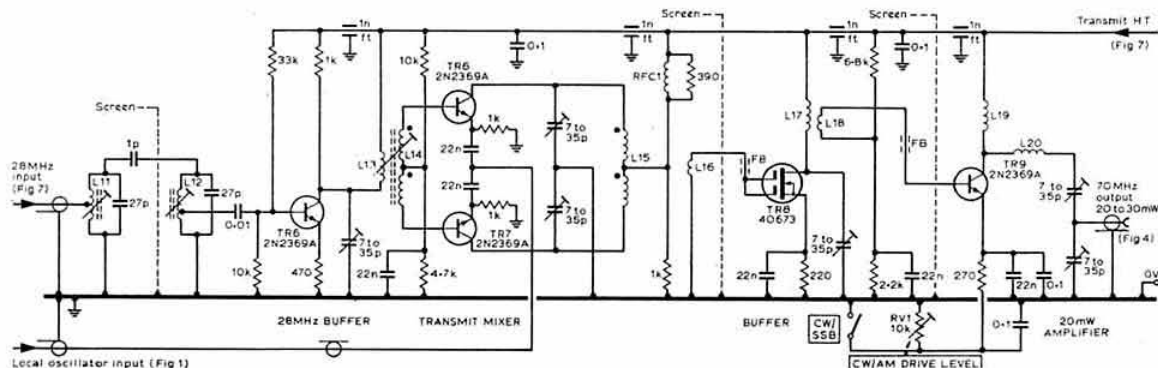 1n
ft
1n
ft
Screen
1n
ft
Screen
1n
ft
Transmit H.T
(Fig 7)
33k
1k
10k
0·1
TR6
2N2369A
RFC1
390
6·8k
0·1
Screen
1p
L17
L18
L19
28MHz
input
(Fig 7)
L11
27p
L12
27p
0·01
TR6
2N2369A
L13
L14
1k
22n
22n
1k
TR7
2N2369A
7 to
35p
7 to
35p
L15
L16
FB
TR8
40673
FB
L20
TR9
2N2369A
7 to
35p
70MHz
output
20 to 30mW
(Fig 4)
10k
470
7 to
35p
22n
4·7k
1k
22n
220
7 to
35p
2·2k
22n
270
22n
0·1
7 to
35p
0V
28MHz BUFFER
TRANSMIT MIXER
BUFFER
CW/
SSB
RV1
10k
0·1
20mW
AMPLIFIER
Local oscillator input (Fig 1)
CW/AM DRIVE LEVEL